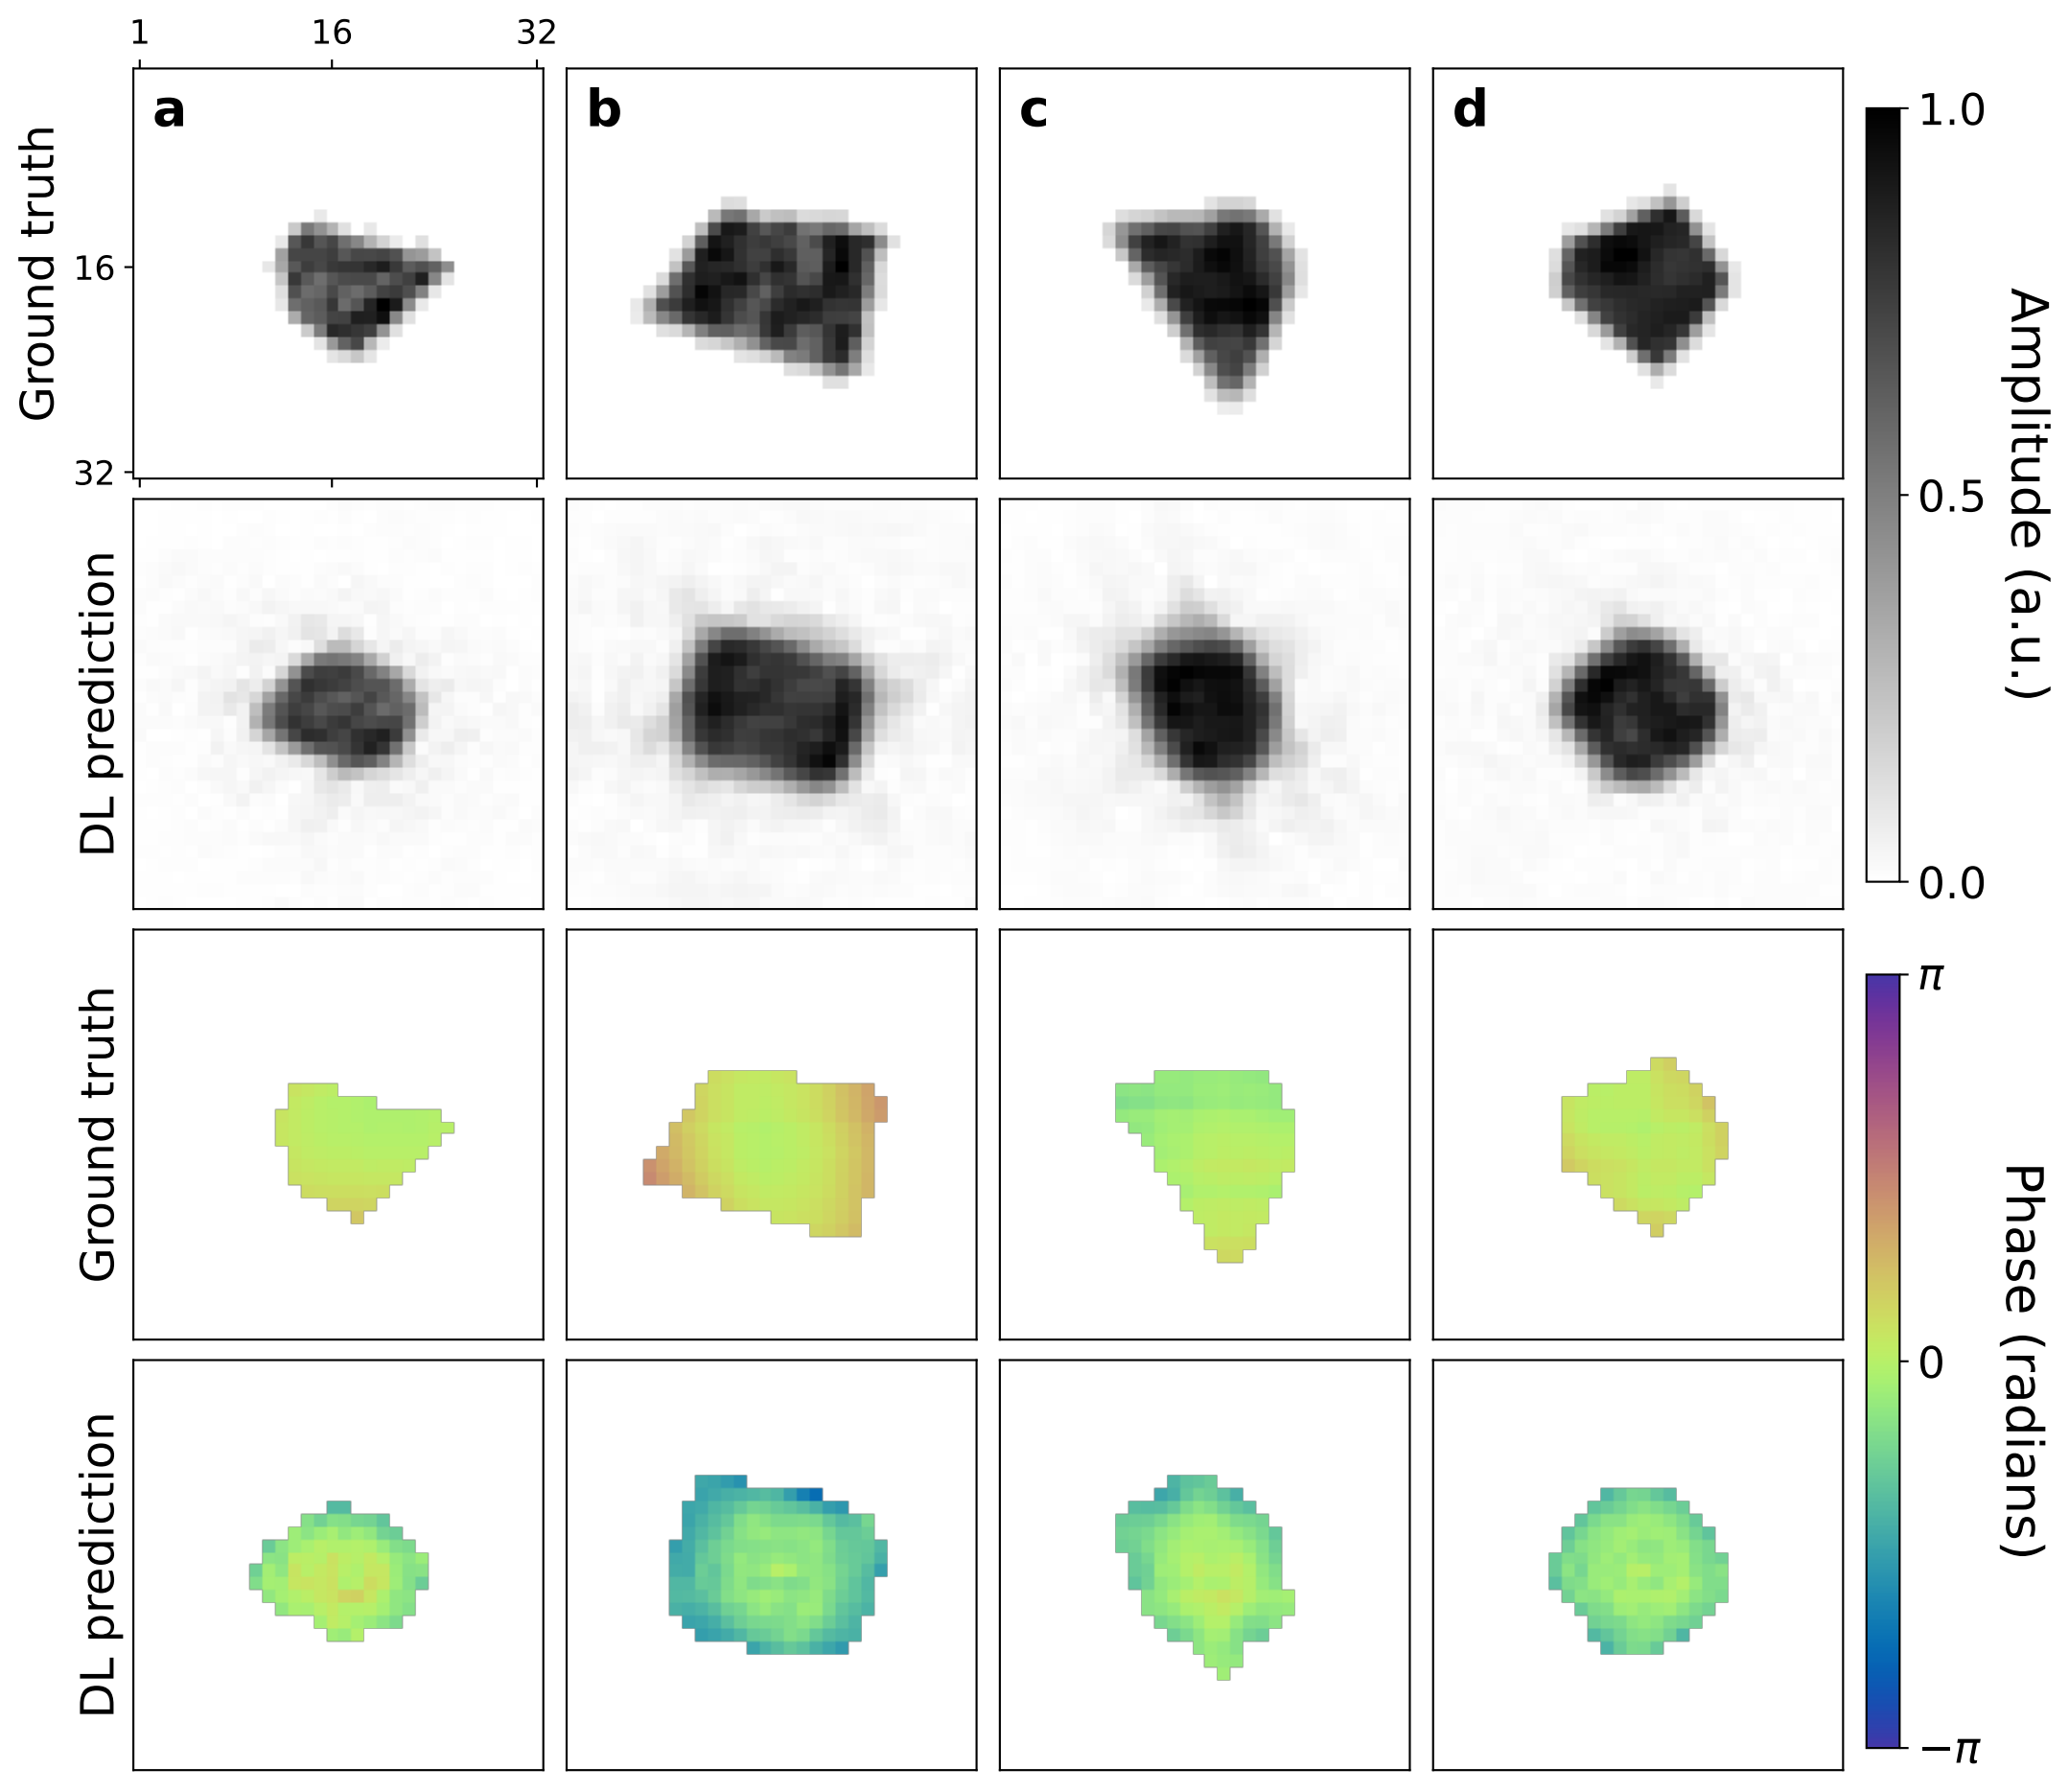 1 16 32
a b c d
Ground truth
16
32
1.0
0.5
0.0
Amplitude (a.u.)
DL prediction
Ground truth
π
0
−π
Phase (radians)
DL prediction